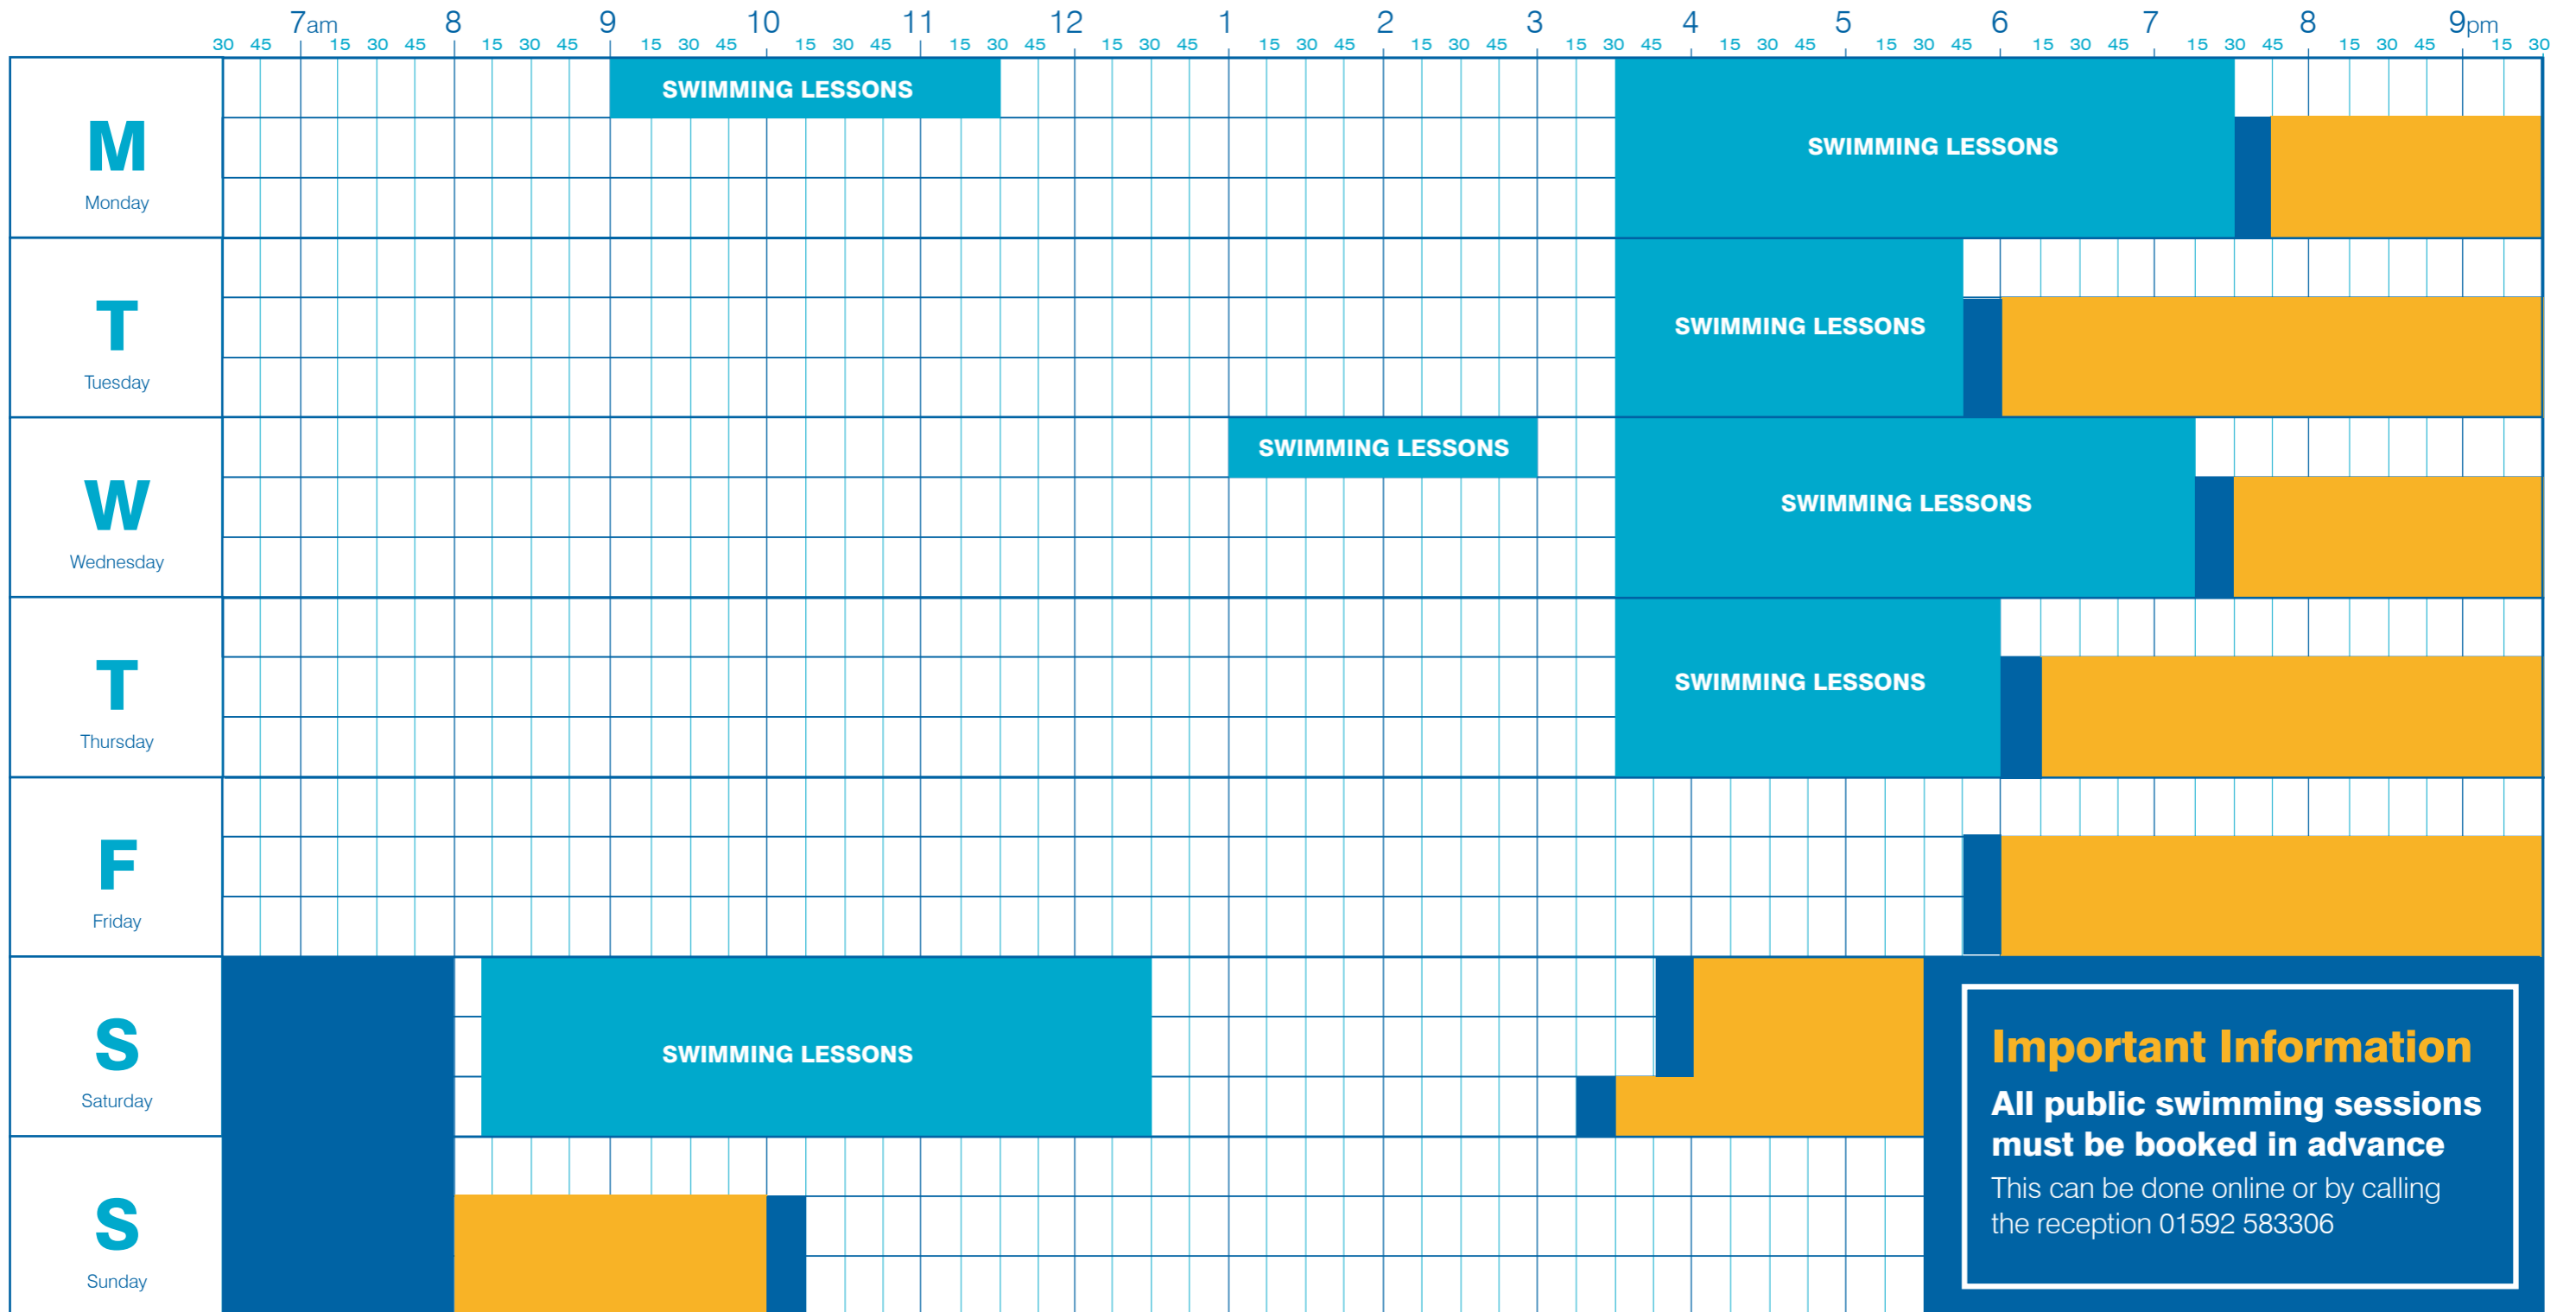 7am 8 9 10 11 12 1 2 3 4 5 6 7 8 9pm
30 45 15 30 45 15 30 45 15 30 45 15 30 45 15 30 45 15 30 45 15 30 45 15 30 45 15 30 45 15 30 45 15 30 45 15 30 45 15 30 45 15 30 45 15 30
SWIMMING LESSONS
M
SWIMMING LESSONS
Monday
T
SWIMMING LESSONS
Tuesday
SWIMMING LESSONS
W
SWIMMING LESSONS
Wednesday
T
SWIMMING LESSONS
Thursday
F
Friday
S
SWIMMING LESSONS
Saturday
S
Sunday
Important Information
All public swimming sessions
must be booked in advance
This can be done online or by calling
the reception 01592 583306